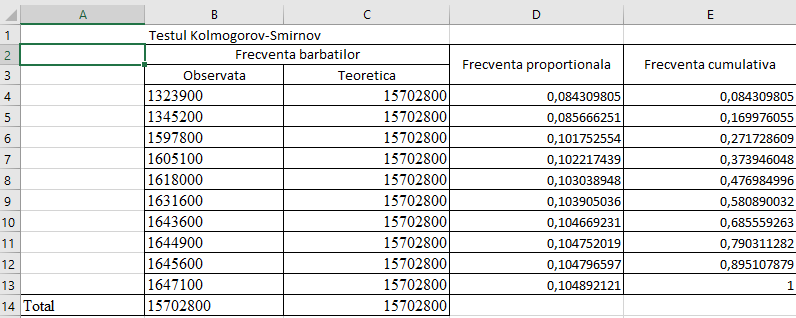 A B C D E
1 Testul Kolmogorov-Smirnov
2 Frecventa barbatilor Frecventa proportionala Frecventa cumulativa
3 Observata Teoretica
4 1323900 15702800 0,084309805 0,084309805
5 1345200 15702800 0,085666251 0,169976055
6 1597800 15702800 0,101752554 0,271728609
7 1605100 15702800 0,102217439 0,373946048
8 1618000 15702800 0,103038948 0,476984996
9 1631600 15702800 0,103905036 0,580890032
10 1643600 15702800 0,104669231 0,685559263
11 1644900 15702800 0,104752019 0,790311282
12 1645600 15702800 0,104796597 0,895107879
13 1647100 15702800 0,104892121 1
14 Total 15702800 15702800